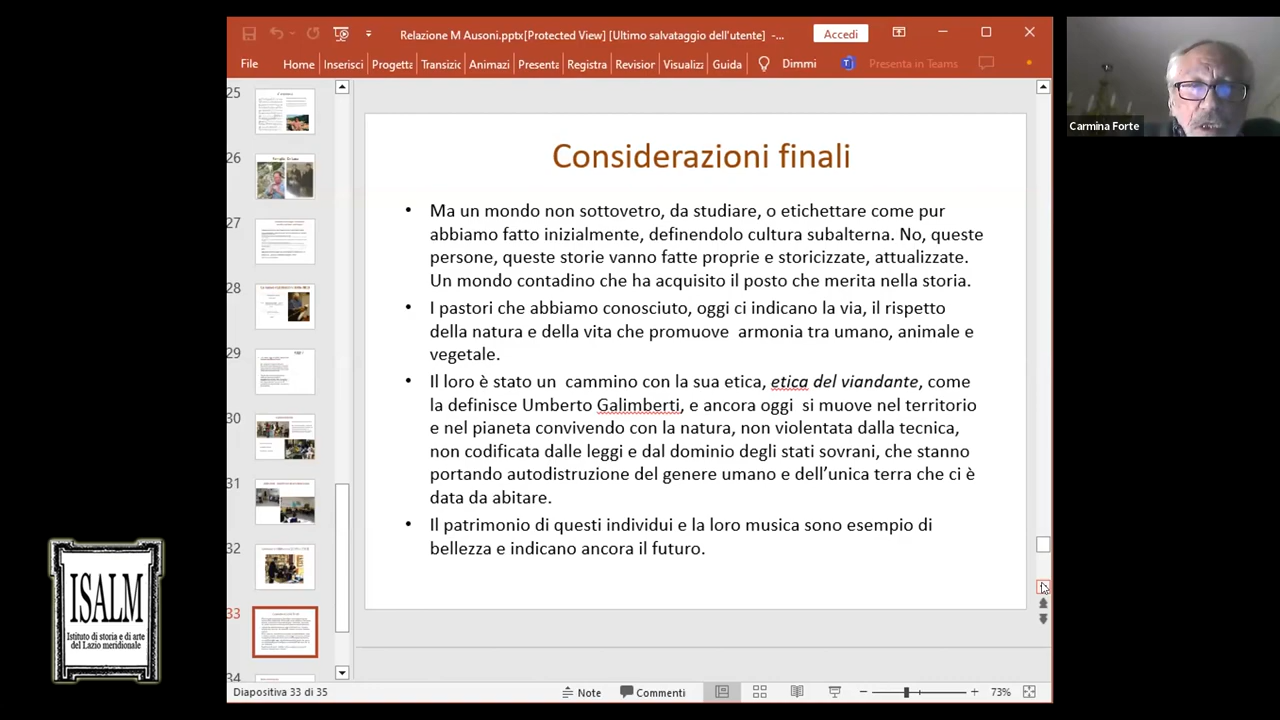 Relazione M Ausoni.pptx[Protected View] [Ultimo salvataggio dell'utente] -...
Accedi
File Home Inserisci Progetta Transizic Animazi Presenta Registra Revisior Visualiz Guida Dimmi Presenta in Teams
Carmina Forte
25
26
27
28
29
30
31
32
33
34
Considerazioni finali
• Ma un mondo non sottovetro, da studiare, o etichettare come pur
abbiamo fatto inizialmente, definendolo cultura subalterna. No, queste
persone, queste storie vanno fatte proprie e storicizzate, attualizzate.
Un mondo contadino che ha acquisito il posto che merita nella storia.
• I pastori che abbiamo conosciuto, oggi ci indicano la via, il rispetto
della natura e della vita che promuove armonia tra umano, animale e
vegetale.
• Il loro è stato un cammino con la sua etica, etica del viandante, come
la definisce Umberto Galimberti, e ancora oggi si muove nel territorio
e nel pianeta convivendo con la natura non violentata dalla tecnica,
non codificata dalle leggi e dal dominio degli stati sovrani, che stanno
portando autodistruzione del genere umano e dell'unica terra che ci è
data da abitare.
• Il patrimonio di questi individui e la loro musica sono esempio di
bellezza e indicano ancora il futuro.
ISALM
Istituto di storia e di arte
del Lazio meridionale
Diapositiva 33 di 35 Note Commenti 73%